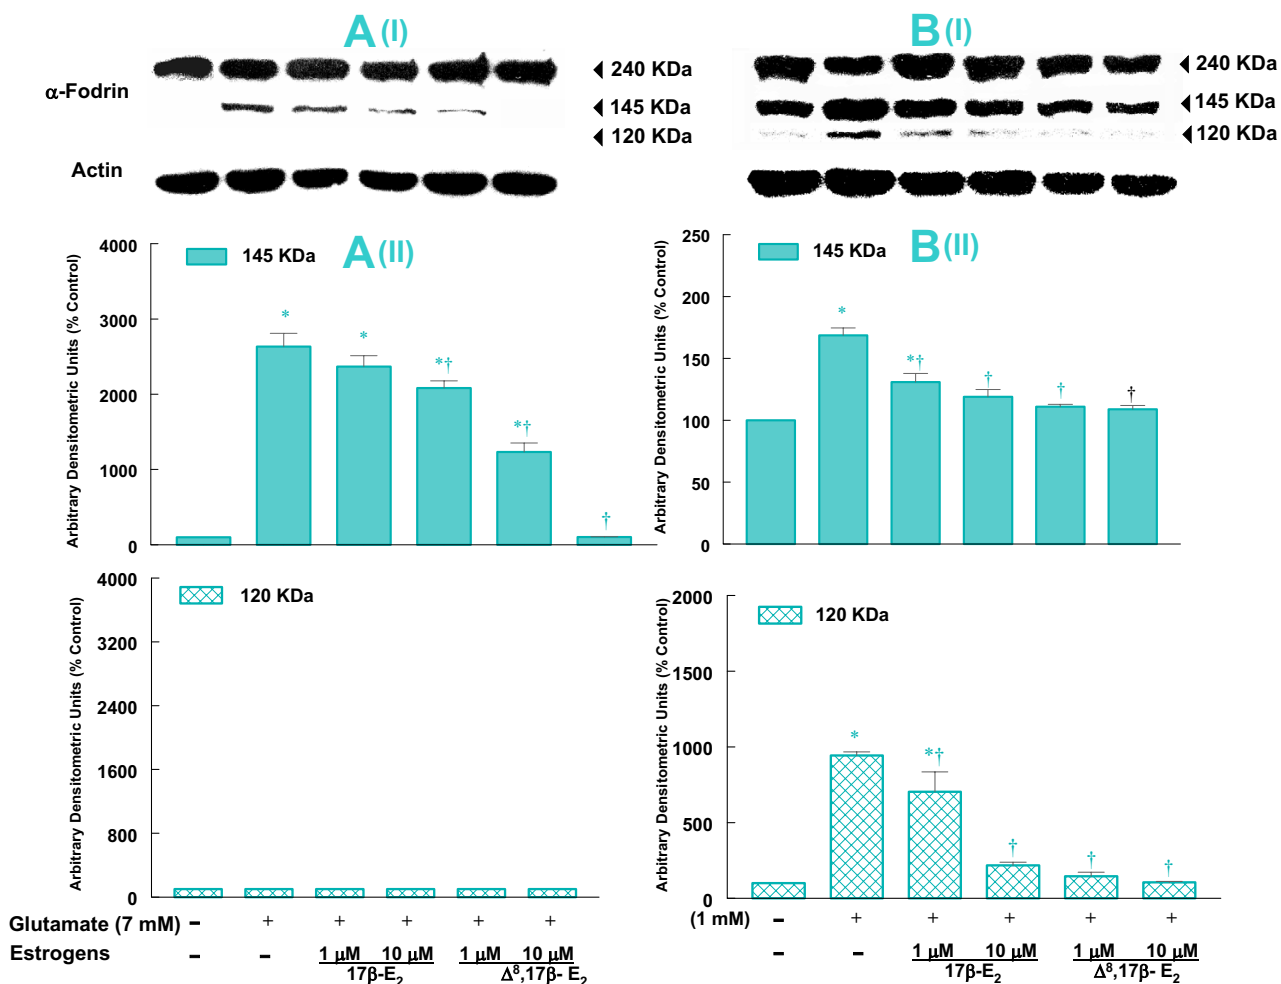 A (I)
240 KDa
α-Fodrin
145 KDa
120 KDa
Actin
B (I)
240 KDa
145 KDa
120 KDa
A (II)
145 KDa
Arbitrary Densitometric Units (% Control)
4000
3000
2000
1000
0
*
*
*†
*†
†
B (II)
145 KDa
Arbitrary Densitometric Units (% Control)
250
200
150
100
50
0
*
*†
†
†
†
120 KDa
Arbitrary Densitometric Units (% Control)
4000
3200
2400
1600
800
0
120 KDa
Arbitrary Densitometric Units (% Control)
2000
1500
1000
500
0
*
*†
†
†
†
Glutamate (7 mM) – + + + + +
Estrogens – – 1 μM 10 μM 1 μM 10 μM
17β-E2 Δ8,17β- E2
(1 mM) – + + + + +
– – 1 μM 10 μM 1 μM 10 μM
17β-E2 Δ8,17β- E2